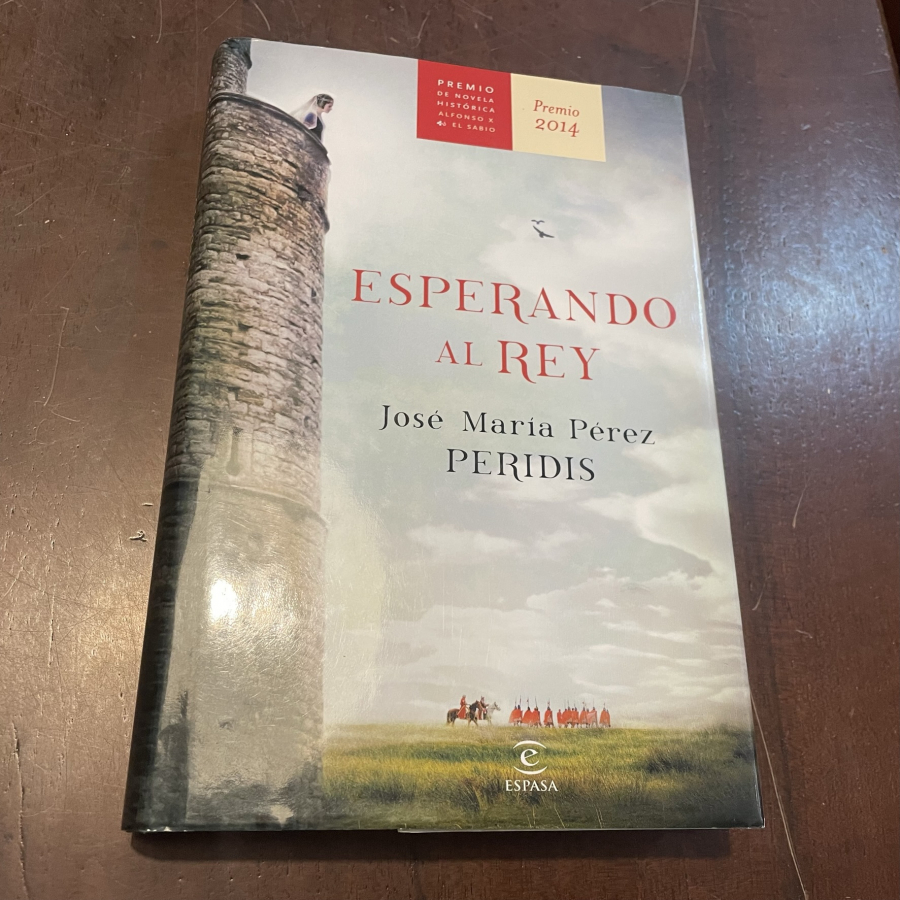 PREMIO
DE NOVELA
HISTÓRICA
ALFONSO X
EL SABIO
Premio
2014
ESPERANDO
AL REY
José María Pérez
PERIDIS
e
ESPASA